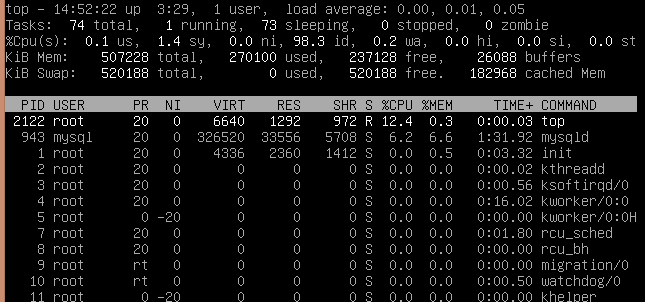 top - 14:52:22 up  3:29,  1 user,  load average: 0.00, 0.01, 0.05
Tasks:  74 total,   1 running,  73 sleeping,   0 stopped,   0 zombie
%Cpu(s):  0.1 us,  1.4 sy,  0.0 ni, 98.3 id,  0.2 wa,  0.0 hi,  0.0 si,  0.0 st
KiB Mem:    507228 total,   270100 used,   237128 free,    26088 buffers
KiB Swap:   520188 total,        0 used,   520188 free.   182968 cached Mem
PID USER      PR  NI    VIRT    RES    SHR S %CPU %MEM     TIME+ COMMAND
2122 root      20   0    6640   1292    972 R 12.4  0.3   0:00.03 top
943 mysql     20   0  326520  33556   5708 S  6.2  6.6   1:31.92 mysqld
1 root      20   0    4336   2360   1412 S  0.0  0.5   0:03.32 init
2 root      20   0       0      0      0 S  0.0  0.0   0:00.02 kthreadd
3 root      20   0       0      0      0 S  0.0  0.0   0:00.56 ksoftirqd/0
4 root      20   0       0      0      0 S  0.0  0.0   0:16.02 kworker/0:0
5 root       0 -20       0      0      0 S  0.0  0.0   0:00.00 kworker/0:0H
7 root      20   0       0      0      0 S  0.0  0.0   0:01.80 rcu_sched
8 root      20   0       0      0      0 S  0.0  0.0   0:00.00 rcu_bh
9 root      rt   0       0      0      0 S  0.0  0.0   0:00.00 migration/0
10 root      rt   0       0      0      0 S  0.0  0.0   0:00.50 watchdog/0
11 root       0 -20       0      0      0 S  0.0  0.0   0:00.00 khelper